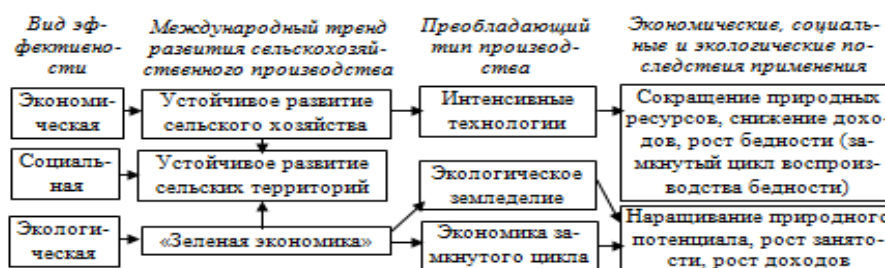 Вид эф-
фективно-
сти
Международный тренд
развития сельскохозяй-
ственного производства
Преобладающий
тип производ-
ства
Экономические, социаль-
ные и экологические по-
следствия применения
Экономи-
ческая
Устойчивое развитие
сельского хозяйства
Интенсивные
технологии
Сокращение природных
ресурсов, снижение дохо-
дов, рост бедности (за-
мкнутый цикл воспроиз-
водства бедности)
Социаль-
ная
Устойчивое развитие
сельских территорий
Экологическое
земледелие
Экологи-
ческая
«Зеленая экономика»
Экономика за-
мкнутого цикла
Наращивание природного
потенциала, рост занято-
сти, рост доходов